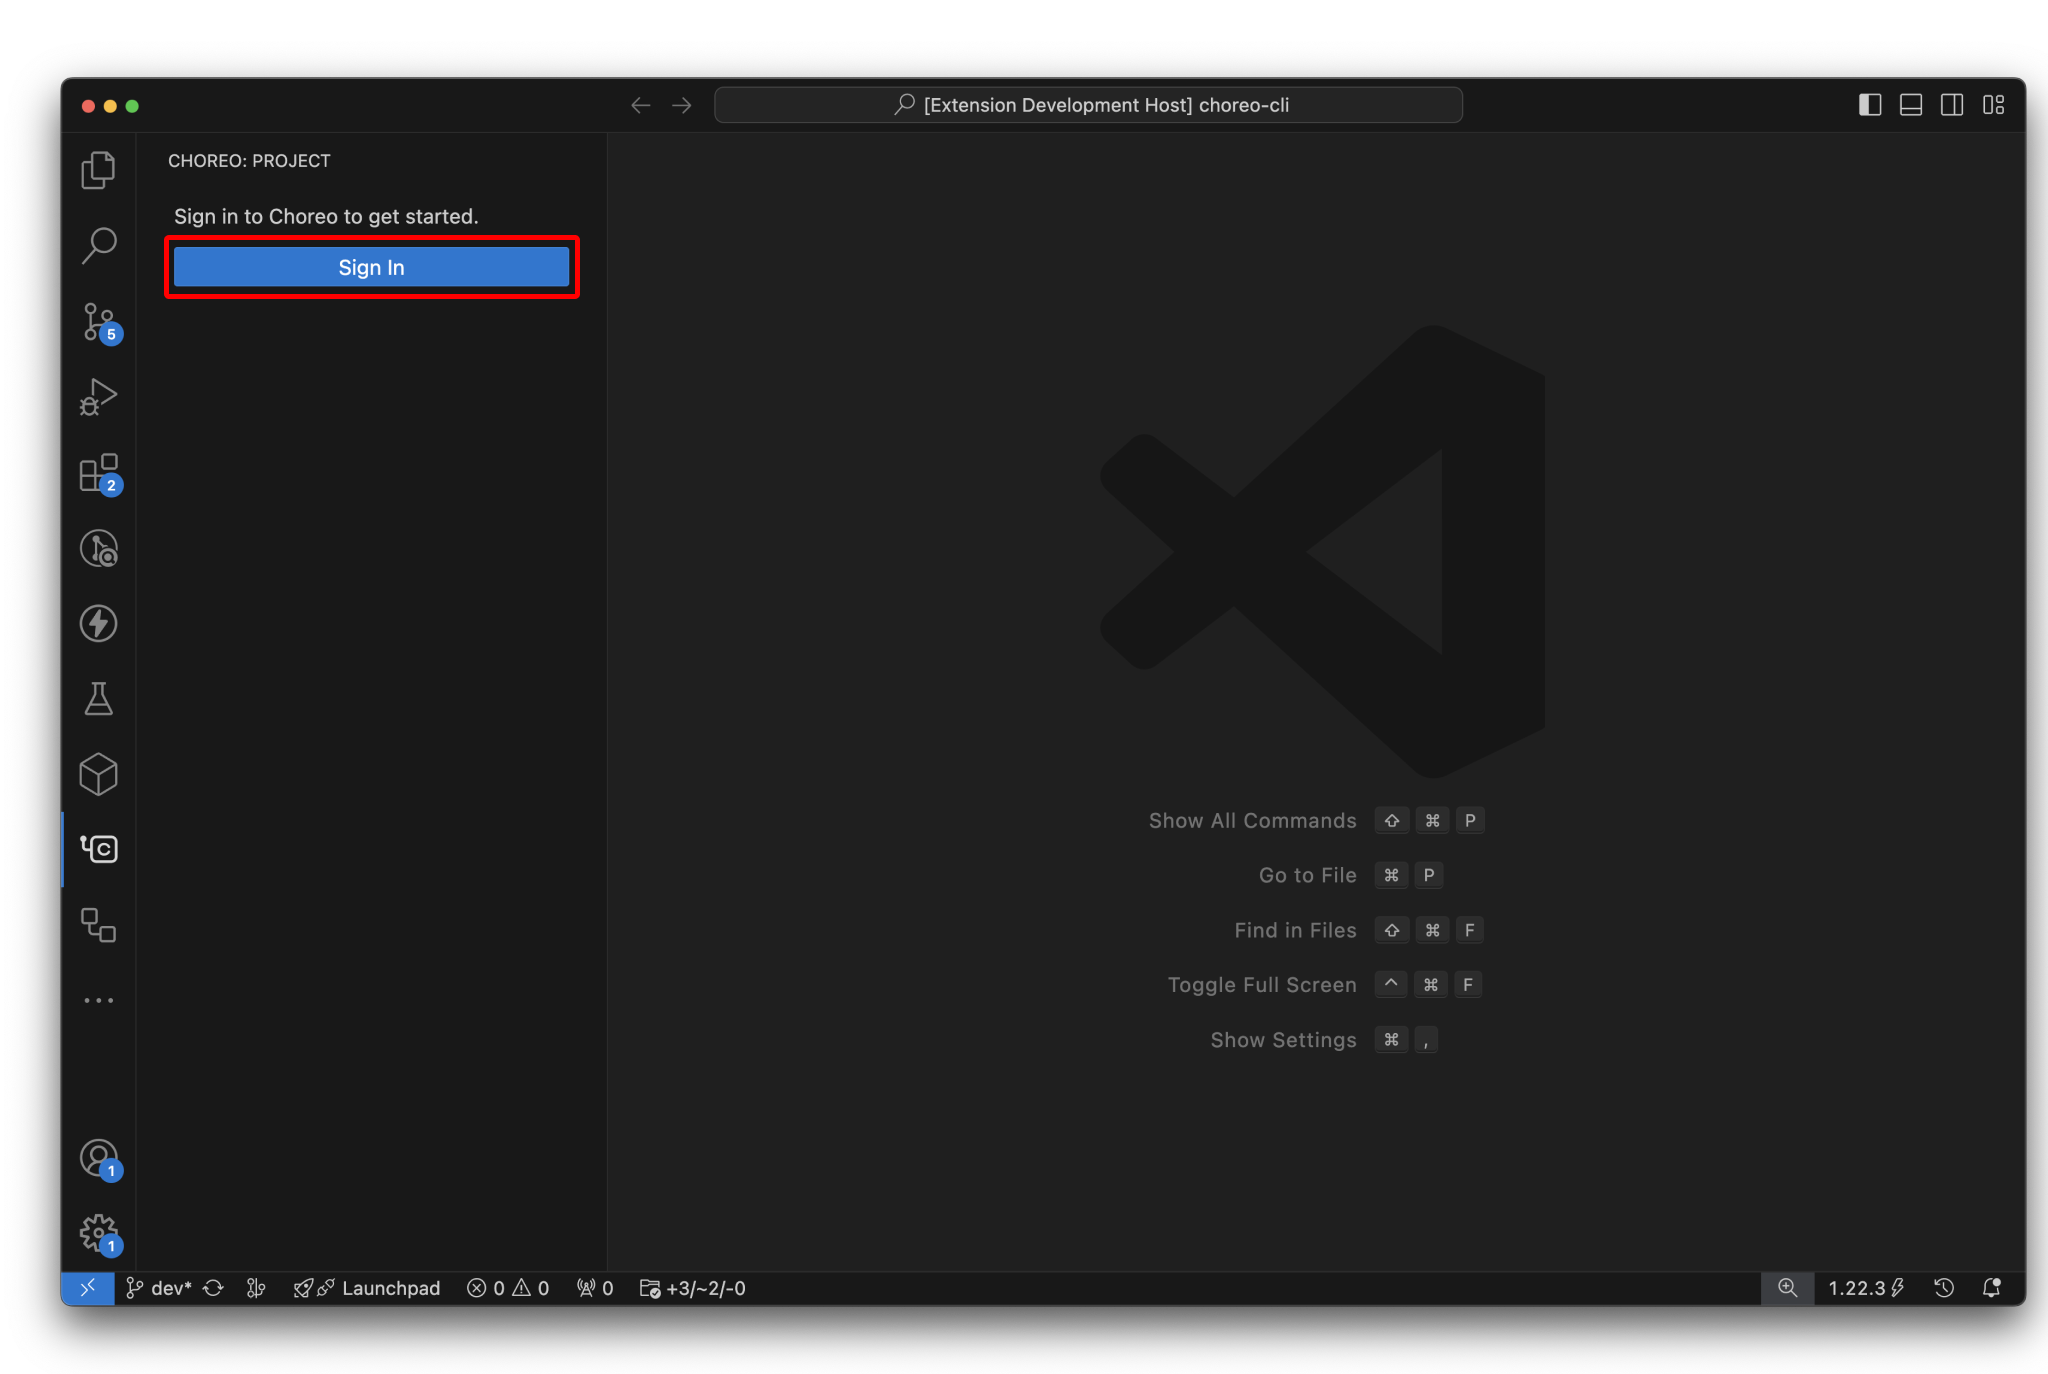 [Extension Development Host] choreo-cli
CHOREO: PROJECT
Sign in to Choreo to get started.
Sign In
5
2
C
1
1
Show All Commands ⇧ ⌘ P
Go to File ⌘ P
Find in Files ⇧ ⌘ F
Toggle Full Screen ^ ⌘ F
Show Settings ⌘ ,
dev* Launchpad 0 0 0 +3/~2/-0 1.22.3